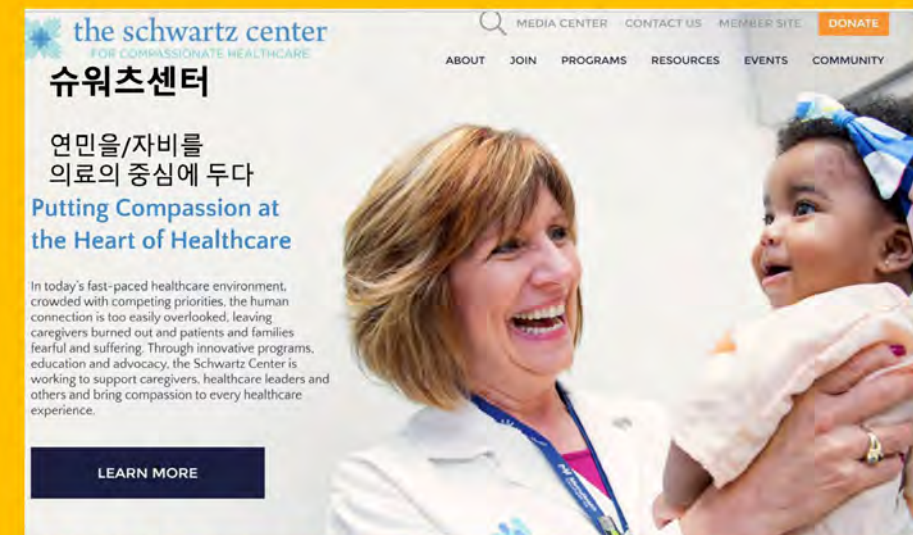 the schwartz center
FOR COMPASSIONATE HEALTHCARE
MEDIA CENTER CONTACT US MEMBER SITE DONATE
ABOUT JOIN PROGRAMS RESOURCES EVENTS COMMUNITY
슈워츠센터
연민을/자비를
의료의 중심에 두다
Putting Compassion at
the Heart of Healthcare
In today's fast-paced healthcare environment,
crowded with competing priorities, the human
connection is too easily overlooked, leaving
caregivers burned out and patients and families
fearful and suffering. Through innovative programs,
education and advocacy, the Schwartz Center is
working to support caregivers, healthcare leaders and
others and bring compassion to every healthcare
experience.
LEARN MORE